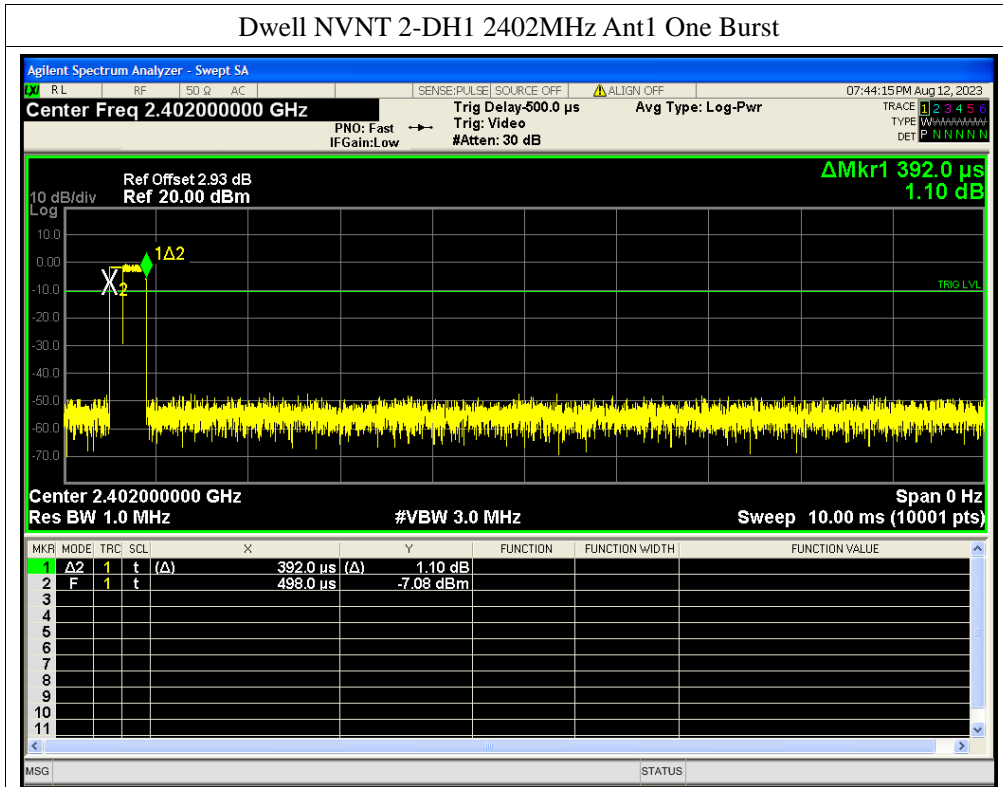 Dwell NVNT 2-DH1 2402MHz Ant1 One Burst
Agilent Spectrum Analyzer - Swept SA
LXI RL RF 50 Ω AC SENSE:PULSE SOURCE OFF ALIGN OFF 07:44:15 PM Aug 12, 2023
Center Freq 2.402000000 GHz Trig Delay-500.0 µs Avg Type: Log-Pwr TRACE 1 2 3 4 5 6
PNO: Fast Trig: Video TYPE WWWWWW
IFGain:Low #Atten: 30 dB DET P N N N N N
ΔMkr1 392.0 µs
1.10 dB
Ref Offset 2.93 dB
10 dB/div Ref 20.00 dBm
Log
10.0
0.00
1Δ2
X2
-10.0
TRIG LVL
-20.0
-30.0
-40.0
-50.0
-60.0
-70.0
Center 2.402000000 GHz Span 0 Hz
Res BW 1.0 MHz #VBW 3.0 MHz Sweep 10.00 ms (10001 pts)
MKR MODE TRC SCL X Y FUNCTION FUNCTION WIDTH FUNCTION VALUE
1 Δ2 1 t (Δ) 392.0 µs (Δ) 1.10 dB
2 F 1 t 498.0 µs -7.08 dBm
3
4
5
6
7
8
9
10
11
MSG STATUS